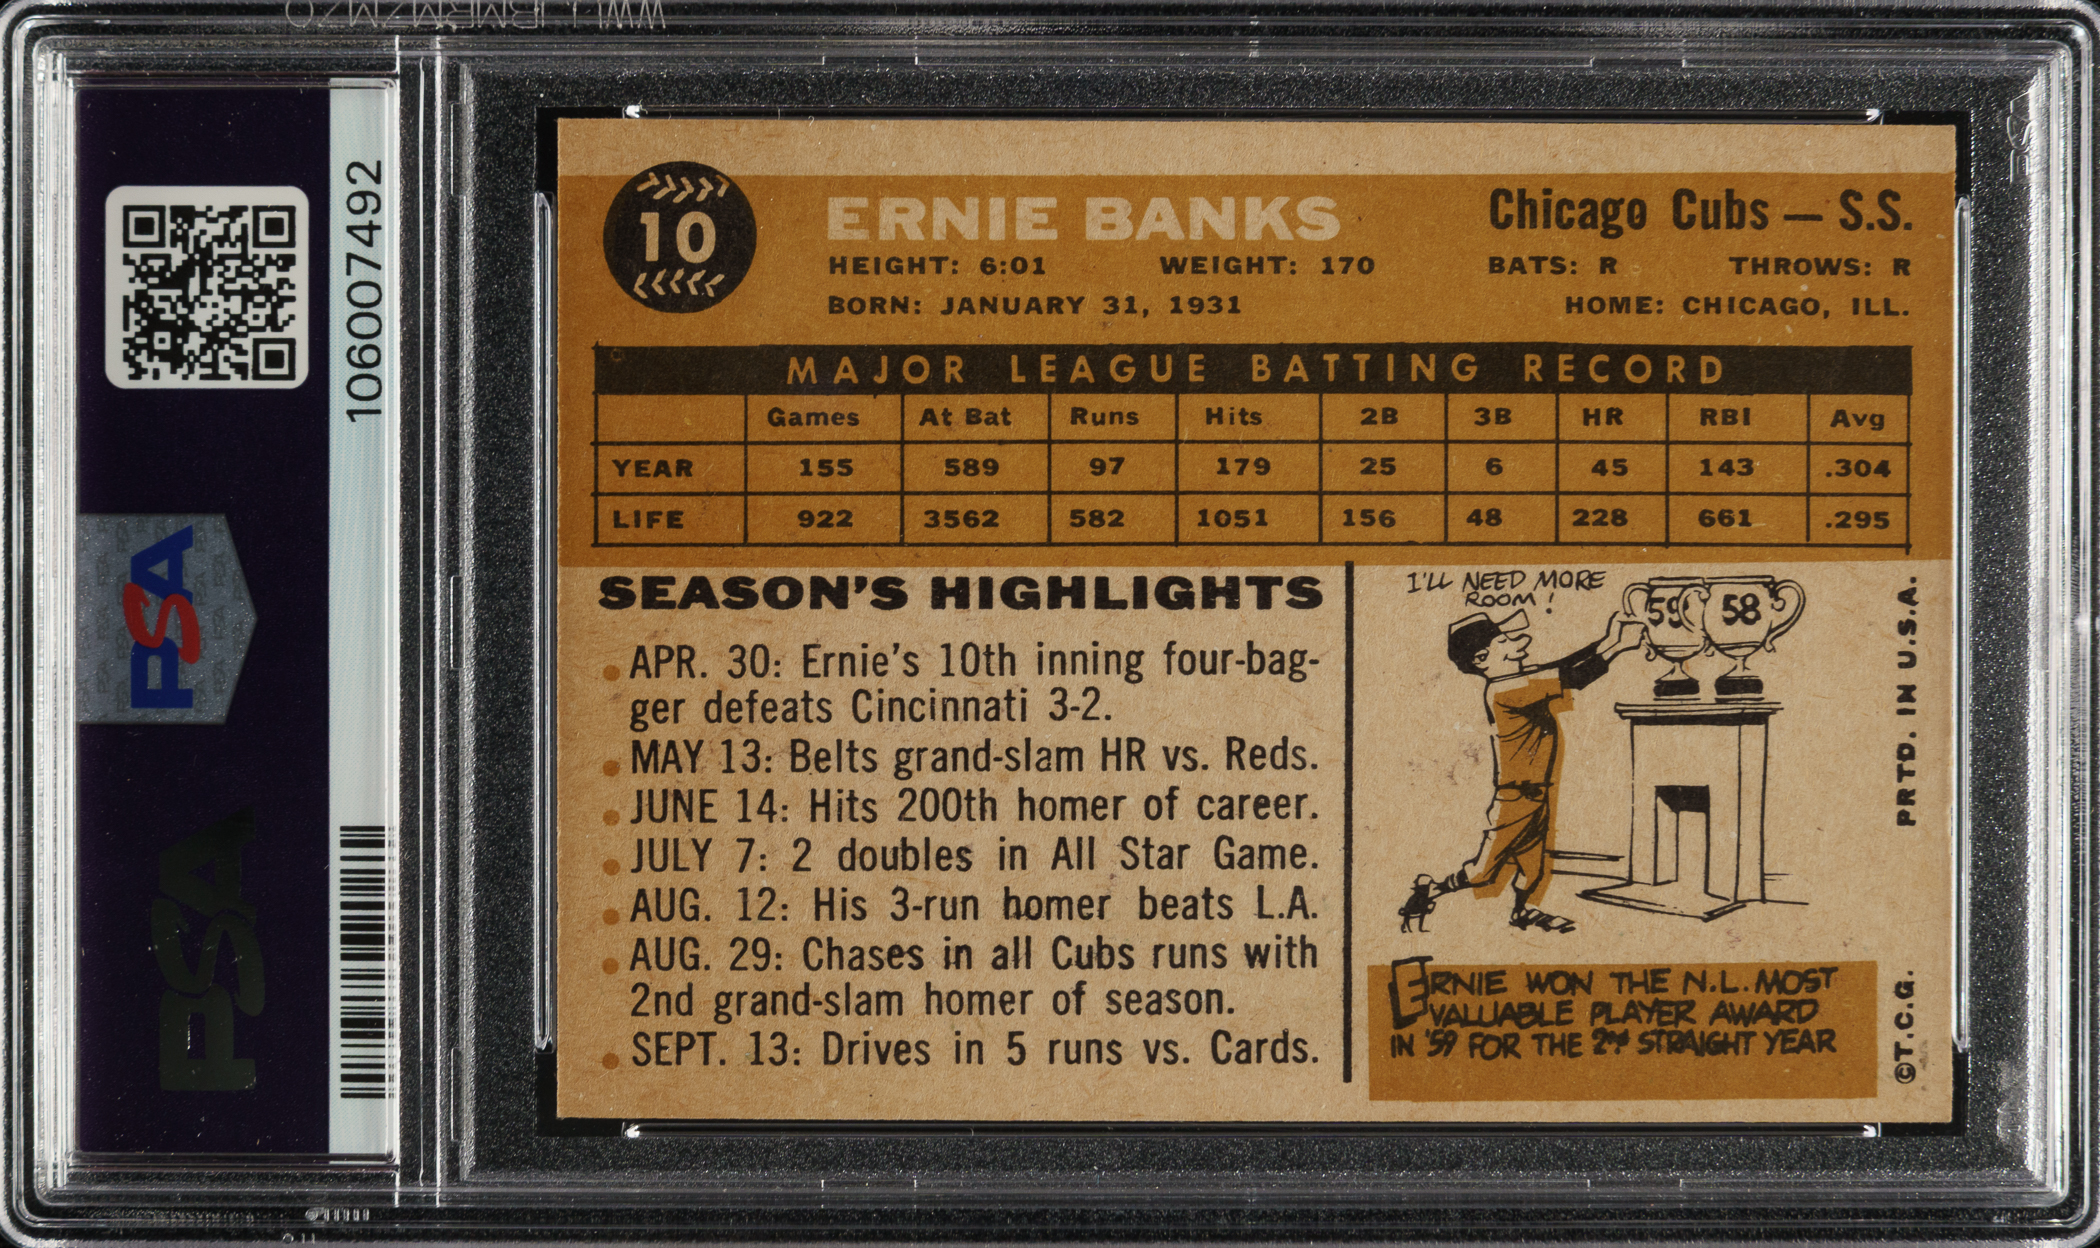 106007492
PSA
PSA
10
ERNIE BANKS
Chicago Cubs — S.S.
HEIGHT: 6:01 WEIGHT: 170 BATS: R THROWS: R
BORN: JANUARY 31, 1931 HOME: CHICAGO, ILL.
MAJOR LEAGUE BATTING RECORD
Games At Bat Runs Hits 2B 3B HR RBI Avg
YEAR 155 589 97 179 25 6 45 143 .304
LIFE 922 3562 582 1051 156 48 228 661 .295
SEASON'S HIGHLIGHTS
APR. 30: Ernie's 10th inning four-bag-
ger defeats Cincinnati 3-2.
MAY 13: Belts grand-slam HR vs. Reds.
JUNE 14: Hits 200th homer of career.
JULY 7: 2 doubles in All Star Game.
AUG. 12: His 3-run homer beats L.A.
AUG. 29: Chases in all Cubs runs with
2nd grand-slam homer of season.
SEPT. 13: Drives in 5 runs vs. Cards.
I'LL NEED MORE
ROOM!
59 58
ERNIE WON THE N.L. MOST
VALUABLE PLAYER AWARD
IN '59 FOR THE 2nd STRAIGHT YEAR
PRTD. IN U.S.A.
©T.C.G.